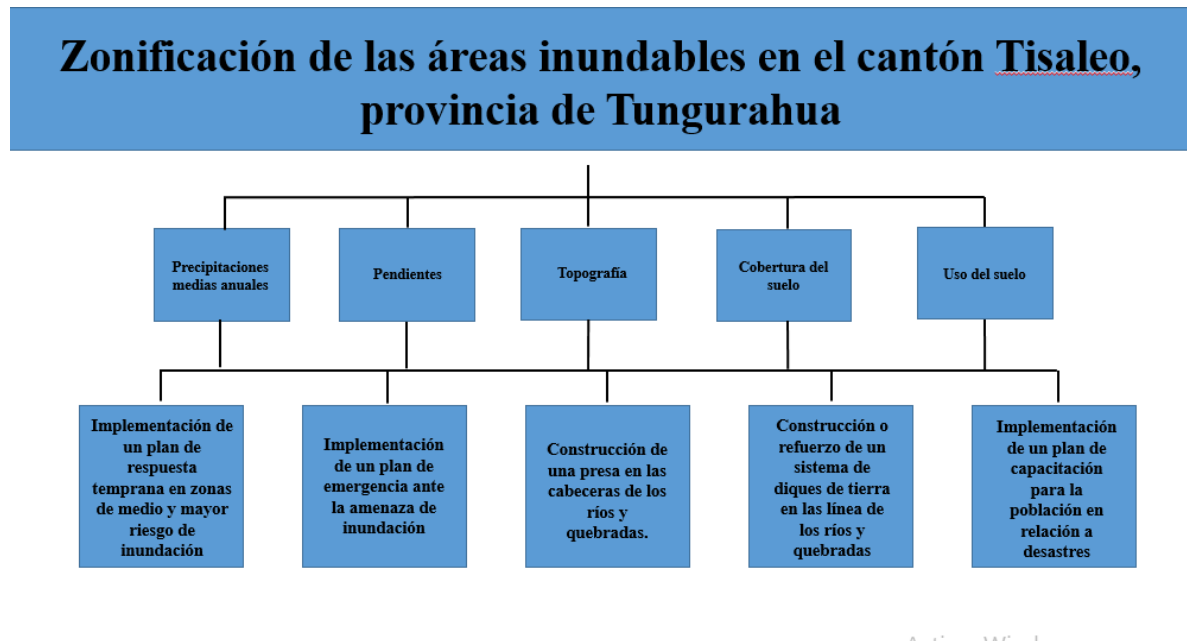 Zonificación de las áreas inundables en el cantón Tisaleo,
provincia de Tungurahua
Precipitaciones
medias anuales
Pendientes
Topografía
Cobertura del
suelo
Uso del suelo
Implementación de
un plan de
respuesta
temprana en zonas
de medio y mayor
riesgo de
inundación
Implementación
de un plan de
emergencia ante
la amenaza de
inundación
Construcción de
una presa en las
cabeceras de los
ríos y
quebradas.
Construcción o
refuerzo de un
sistema de
diques de tierra
en las línea de
los ríos y
quebradas
Implementación
de un plan de
capacitación
para la
población en
relación a
desastres